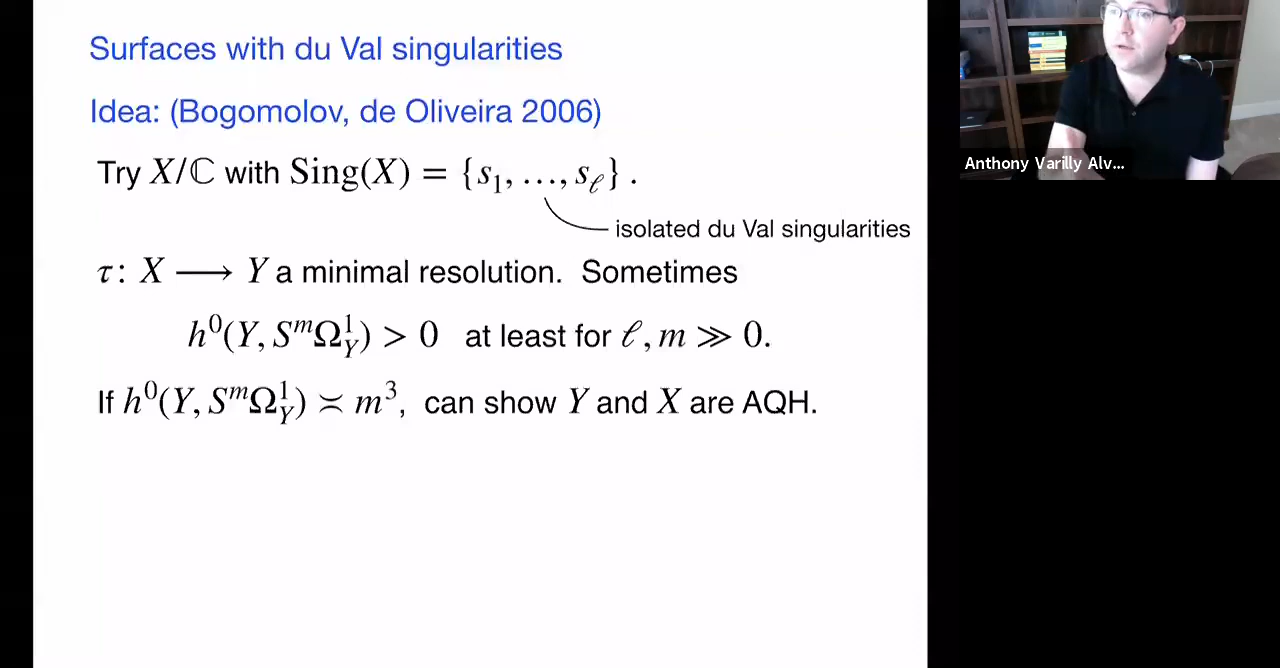 Surfaces with du Val singularities
Idea: (Bogomolov, de Oliveira 2006)
Try X/ℂ with Sing(X) = {s₁, …, s_ℓ} .
isolated du Val singularities
τ: X ⟶ Y a minimal resolution. Sometimes
h⁰(Y, SᵐΩ¹_Y) > 0 at least for ℓ, m ≫ 0.
If h⁰(Y, SᵐΩ¹_Y) ≍ m³, can show Y and X are AQH.
Anthony Varilly Alv...